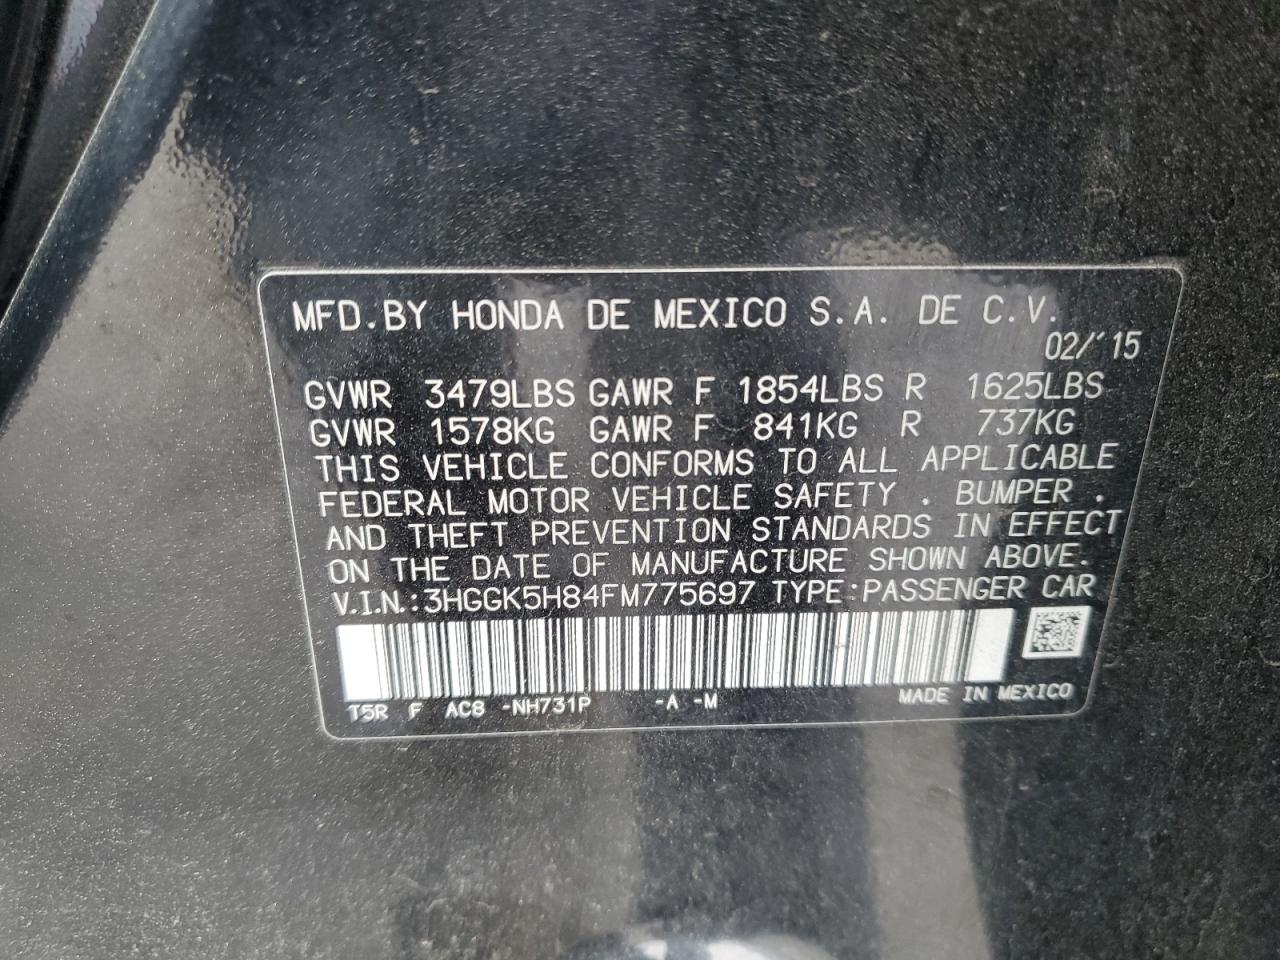 MFD.BY HONDA DE MEXICO S.A. DE C.V.
02/'15
GVWR 3479LBS GAWR F 1854LBS R 1625LBS
GVWR 1578KG GAWR F 841KG R 737KG
THIS VEHICLE CONFORMS TO ALL APPLICABLE
FEDERAL MOTOR VEHICLE SAFETY , BUMPER ,
AND THEFT PREVENTION STANDARDS IN EFFECT
ON THE DATE OF MANUFACTURE SHOWN ABOVE.
V.I.N.:3HGGK5H84FM775697 TYPE:PASSENGER CAR
T5R F AC8 -NH731P -A -M MADE IN MEXICO